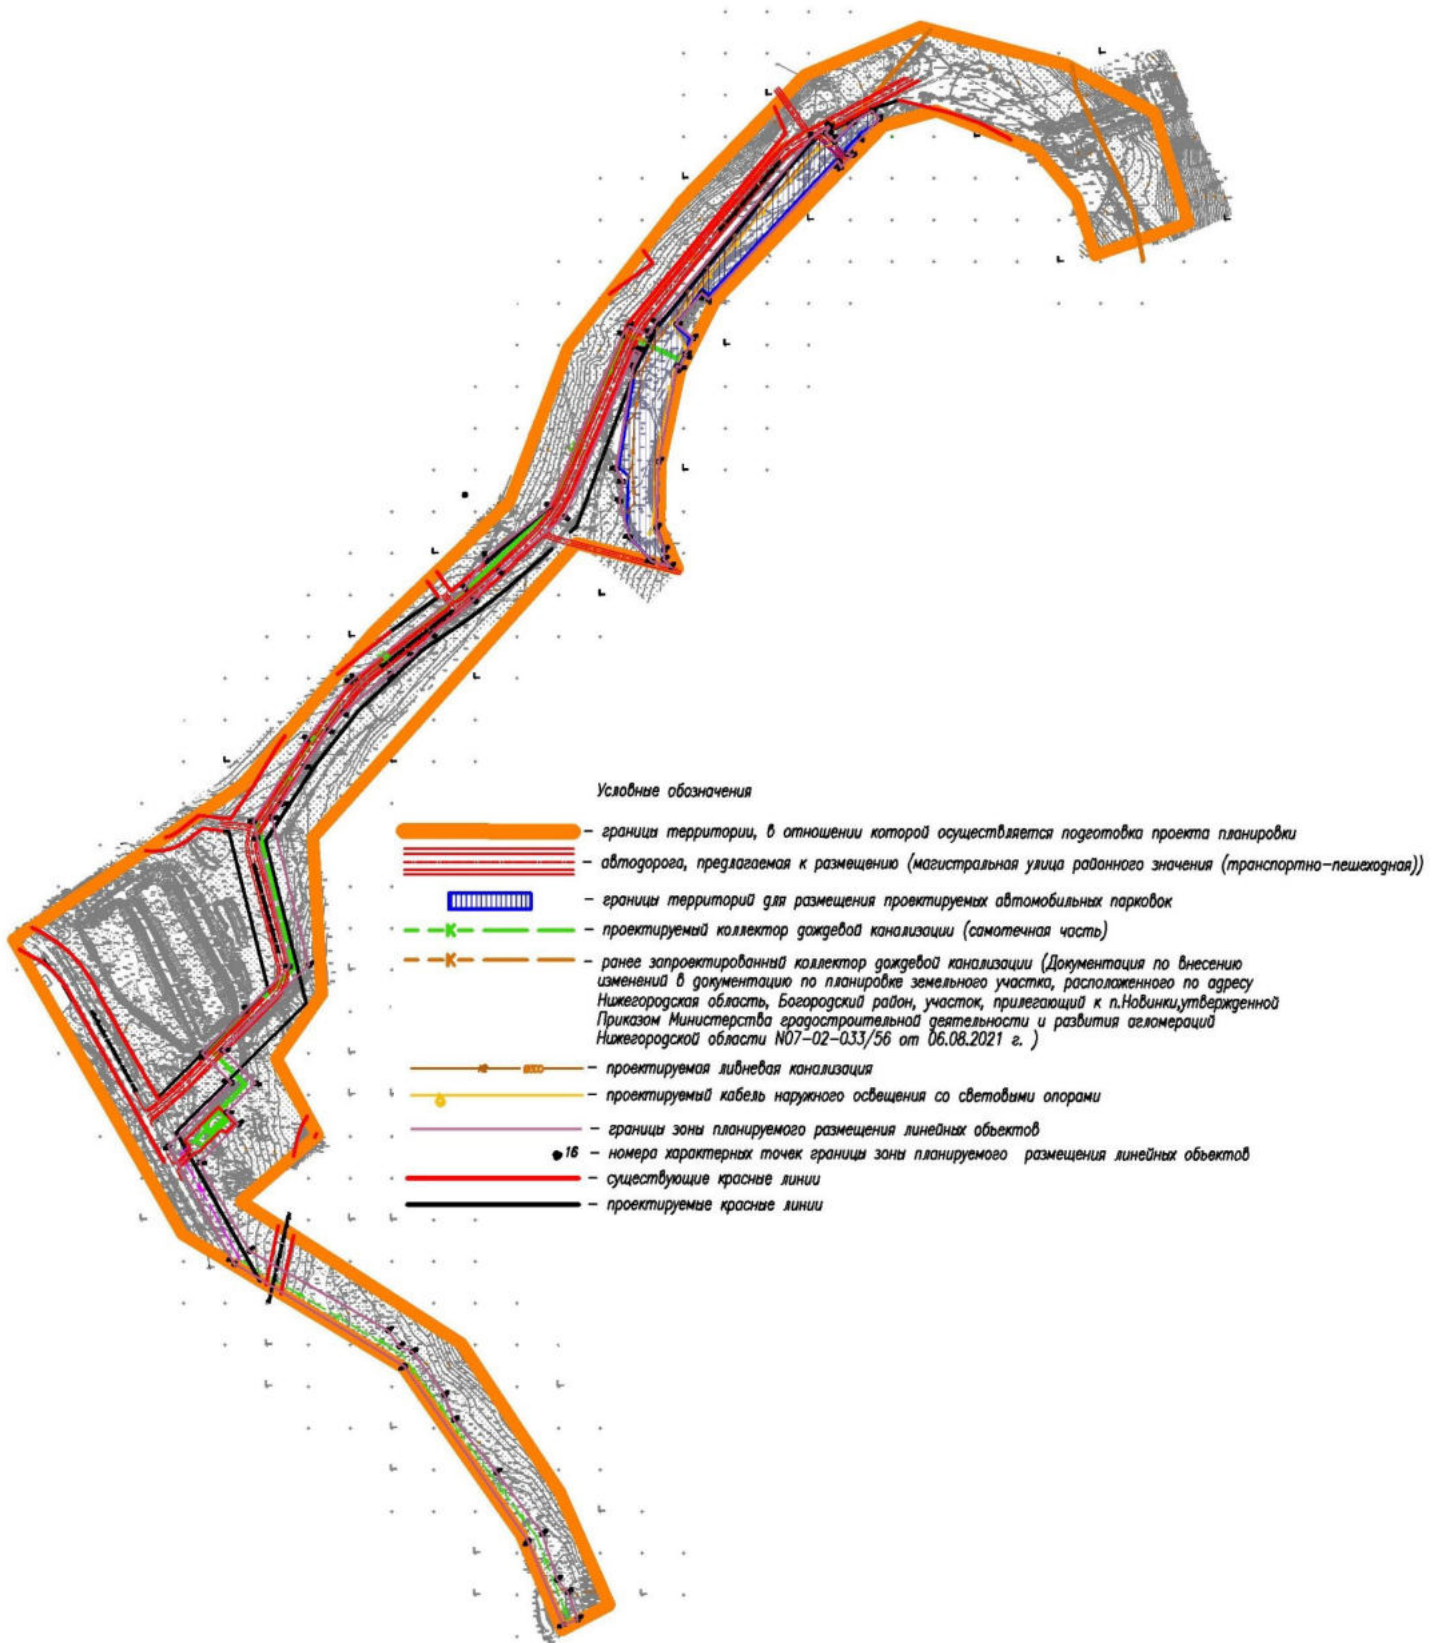 Условные обозначения
– границы территории, в отношении которой осуществляется подготовка проекта планировки
– автодорога, предлагаемая к размещению (магистральная улица районного значения (транспортно-пешеходная))
– границы территорий для размещения проектируемых автомобильных парковок
К – проектируемый коллектор дождевой канализации (самотечная часть)
К – ранее запроектированный коллектор дождевой канализации (Документация по внесению
изменений в документацию по планировке земельного участка, расположенного по адресу
Нижегородская область, Богородский район, участок, прилегающий к п.Новинки,утвержденной
Приказом Министерства градостроительной деятельности и развития агломераций
Нижегородской области N07-02-033/56 от 06.08.2021 г. )
– проектируемая ливневая канализация
– проектируемый кабель наружного освещения со световыми опорами
– границы зоны планируемого размещения линейных объектов
16 – номера характерных точек границы зоны планируемого размещения линейных объектов
– существующие красные линии
– проектируемые красные линии